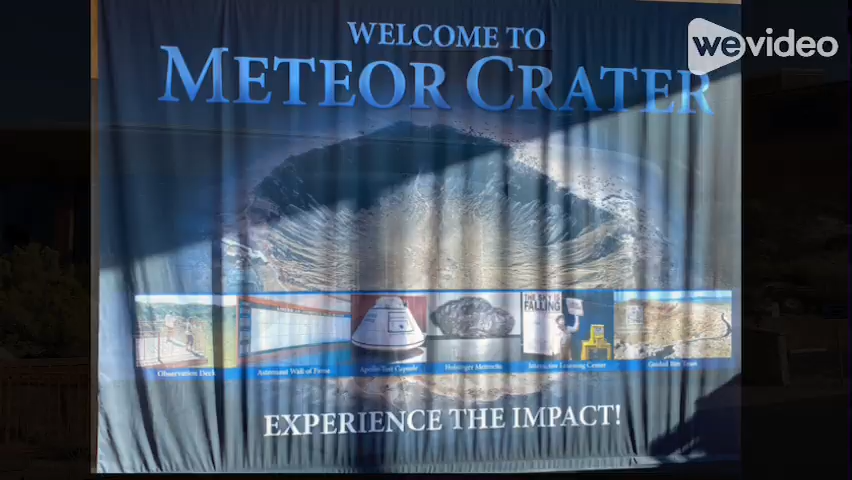 WELCOME TO
wevideo
METEOR CRATER
THE SKY IS
FALLING
Observation Deck
Astronaut Wall of Fame
Apollo Test Capsule
Holsinger Meteorite
Interactive Learning Center
Guided Rim Tours
EXPERIENCE THE IMPACT!